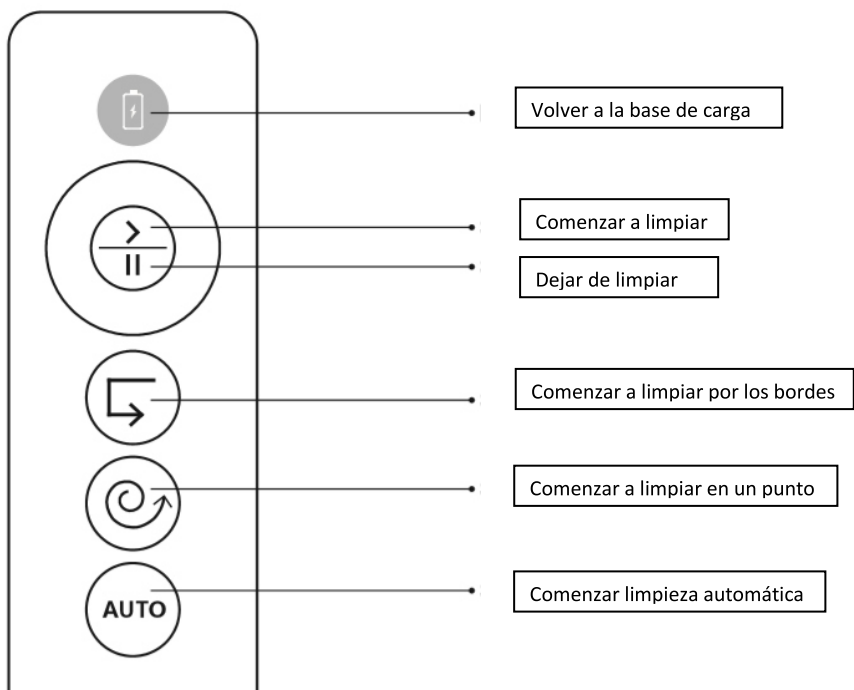 Volver a la base de carga
Comenzar a limpiar
Dejar de limpiar
Comenzar a limpiar por los bordes
Comenzar a limpiar en un punto
AUTO
Comenzar limpieza automática